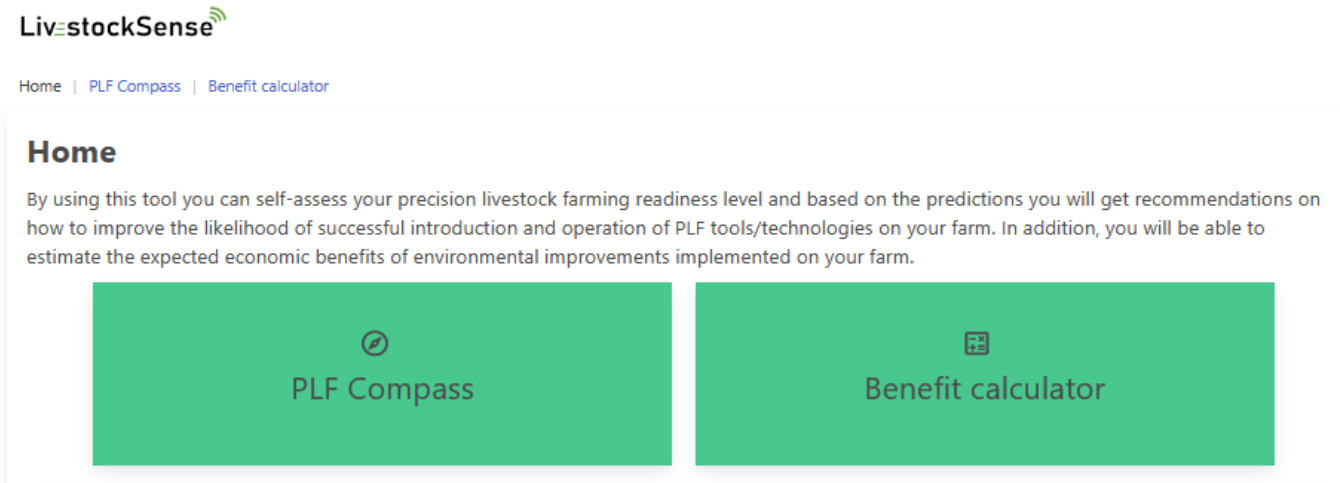 LivestockSense
Home | PLF Compass | Benefit calculator
Home
By using this tool you can self-assess your precision livestock farming readiness level and based on the predictions you will get recommendations on
how to improve the likelihood of successful introduction and operation of PLF tools/technologies on your farm. In addition, you will be able to
estimate the expected economic benefits of environmental improvements implemented on your farm.
PLF Compass
Benefit calculator